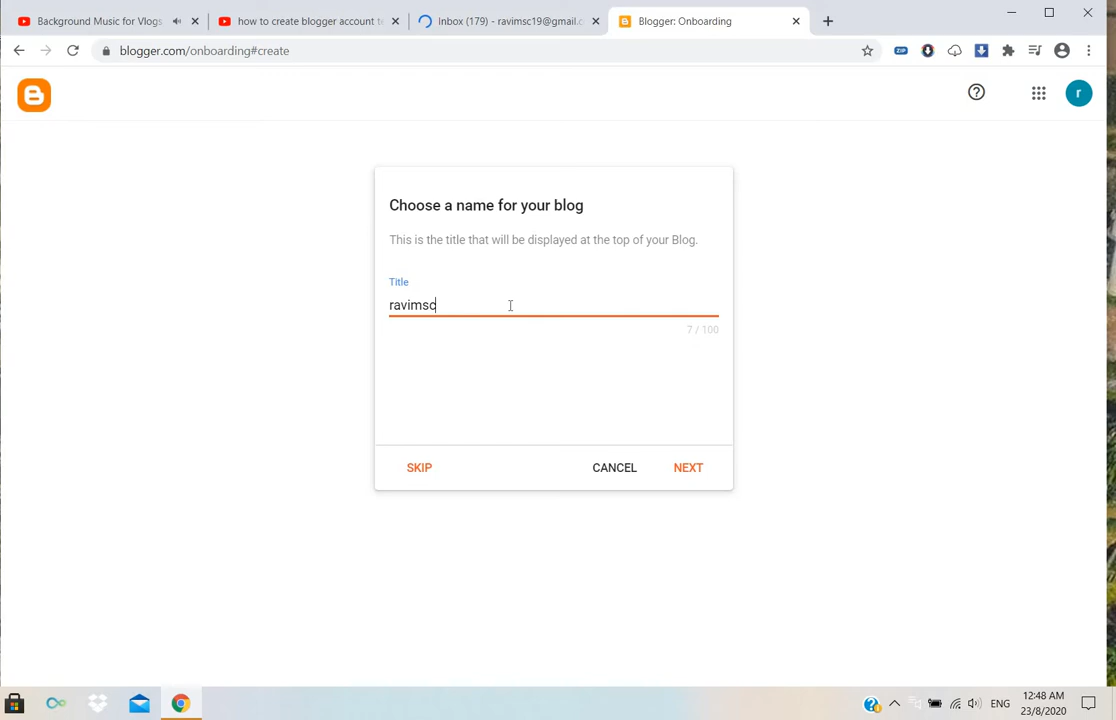 Background Music for Vlogs
how to create blogger account te
Inbox (179) - ravimsc19@gmail.c
Blogger: Onboarding
blogger.com/onboarding#create
ZIP
r
Choose a name for your blog
This is the title that will be displayed at the top of your Blog.
Title
ravimsc
7 / 100
SKIP
CANCEL
NEXT
ENG
12:48 AM
23/8/2020